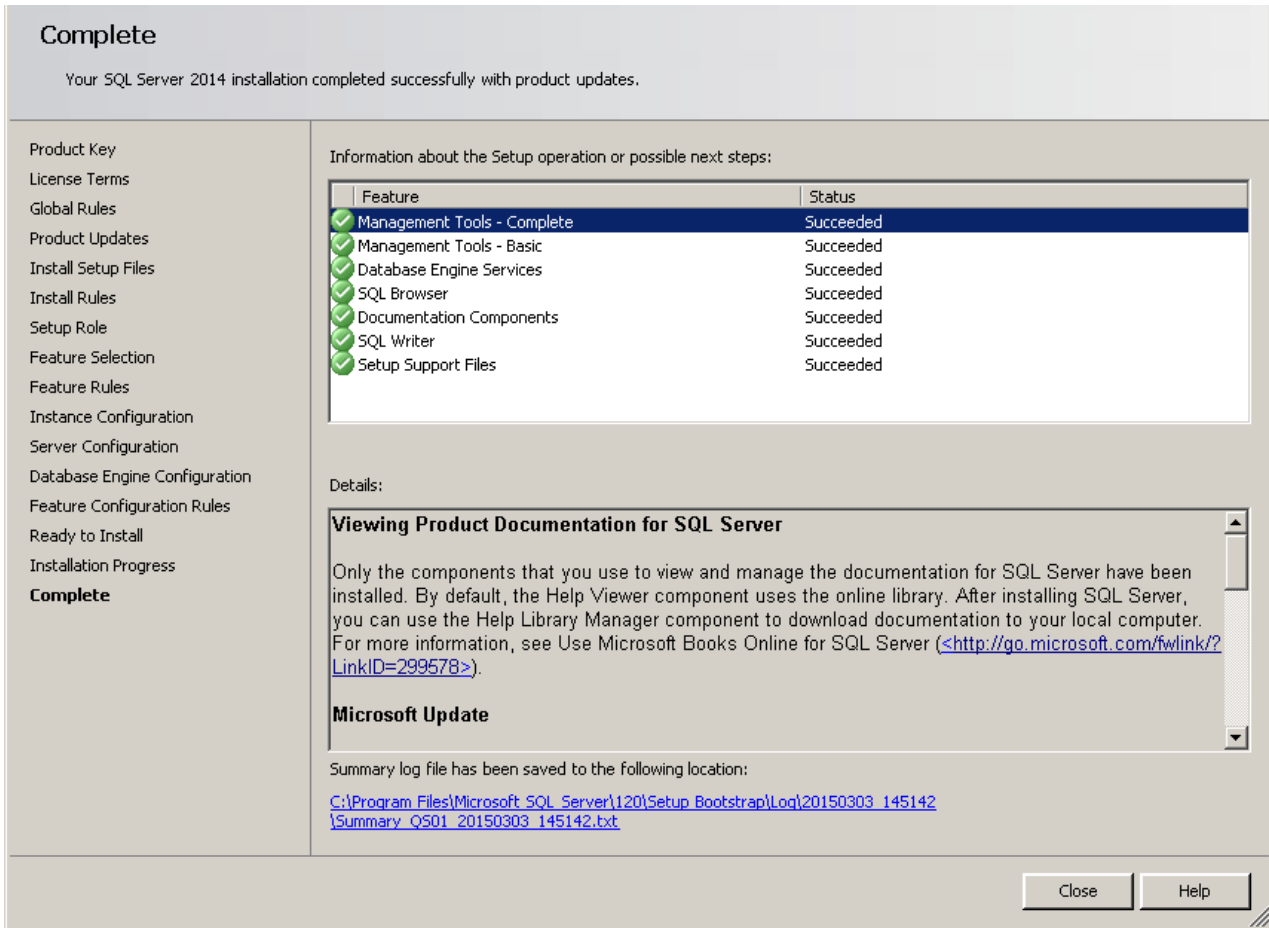 Complete
Your SQL Server 2014 installation completed successfully with product updates.
Product Key
License Terms
Global Rules
Product Updates
Install Setup Files
Install Rules
Setup Role
Feature Selection
Feature Rules
Instance Configuration
Server Configuration
Database Engine Configuration
Feature Configuration Rules
Ready to Install
Installation Progress
Complete
Information about the Setup operation or possible next steps:
Feature Status
Management Tools - Complete Succeeded
Management Tools - Basic Succeeded
Database Engine Services Succeeded
SQL Browser Succeeded
Documentation Components Succeeded
SQL Writer Succeeded
Setup Support Files Succeeded
Details:
Viewing Product Documentation for SQL Server
Only the components that you use to view and manage the documentation for SQL Server have been
installed. By default, the Help Viewer component uses the online library. After installing SQL Server,
you can use the Help Library Manager component to download documentation to your local computer.
For more information, see Use Microsoft Books Online for SQL Server (<http://go.microsoft.com/fwlink/?
LinkID=299578>).
Microsoft Update
Summary log file has been saved to the following location:
C:\Program Files\Microsoft SQL Server\120\Setup Bootstrap\Log\20150303_145142
\Summary_QS01_20150303_145142.txt
Close Help